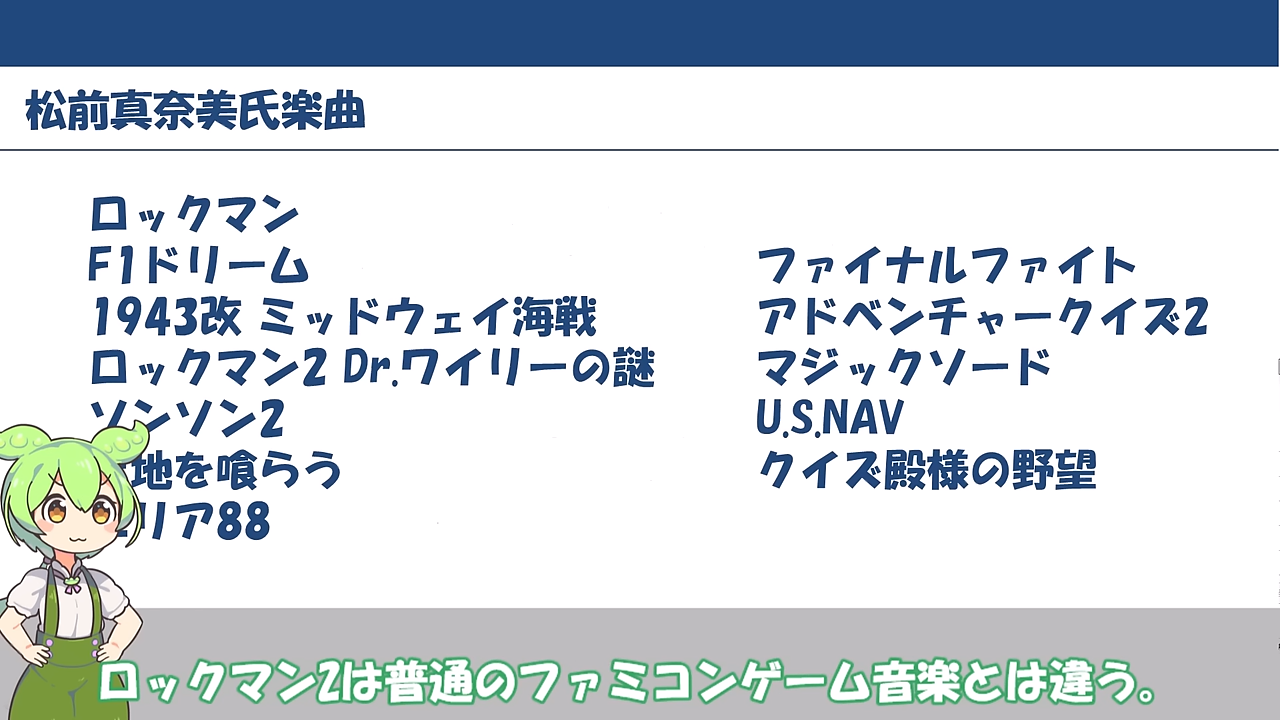 松前真奈美氏楽曲
ロックマン
F1ドリーム
1943改 ミッドウェイ海戦
ロックマン2 Dr.ワイリーの謎
ソンソン2
地を喰らう
リア88
ファイナルファイト
アドベンチャークイズ2
マジックソード
U.S.NAV
クイズ殿様の野望
ロックマン2は普通のファミコンゲーム音楽とは違う。